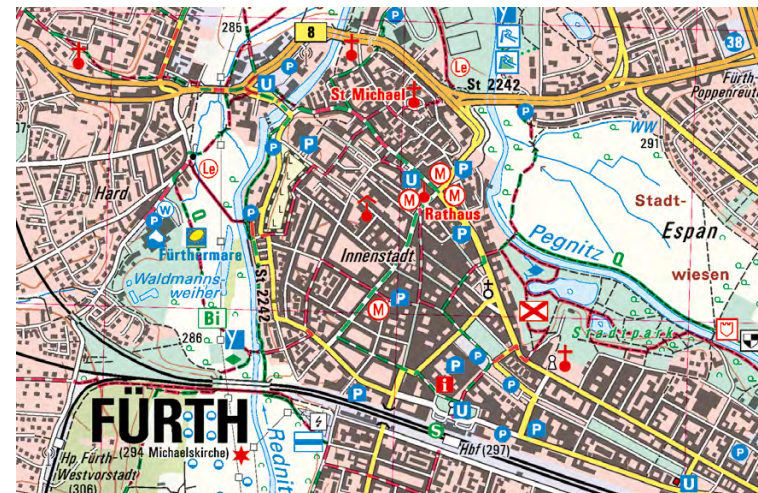 285
8
38
Le
St 2242
Fürth-
Poppenreuth
St Michael
U
P
07
WW
291
Le
Hard
U
M
M
M
Rathaus
Stadt-
Espan
wiesen
W
P
Q
Fürthermare
Innenstadt
Pegnitz
Q
Waldmanns-
weiher
St 2242
Bi
286
M
P
Stadtpark
i
U
S
FÜRTH
(294 Michaelskirche)
Hbf (297)
Hp. Fürth-
Westvorstadt
(306)
U